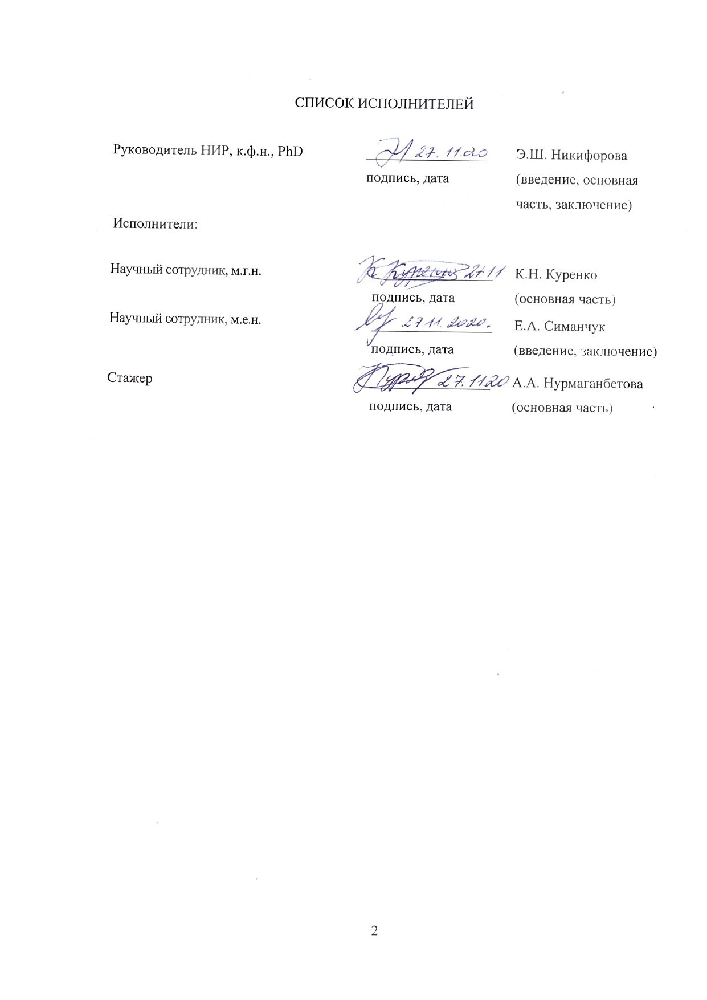 СПИСОК ИСПОЛНИТЕЛЕЙ
Руководитель НИР, к.ф.н., PhD 27.11.20 Э.Ш. Никифорова
подпись, дата (введение, основная
часть, заключение)
Исполнители:
Научный сотрудник, м.г.н. К Куренко 27.11 К.Н. Куренко
подпись, дата (основная часть)
Научный сотрудник, м.е.н. 27.11.2020. Е.А. Симанчук
подпись, дата (введение, заключение)
Стажер 27.11.20 А.А. Нурмаганбетова
подпись, дата (основная часть)
2